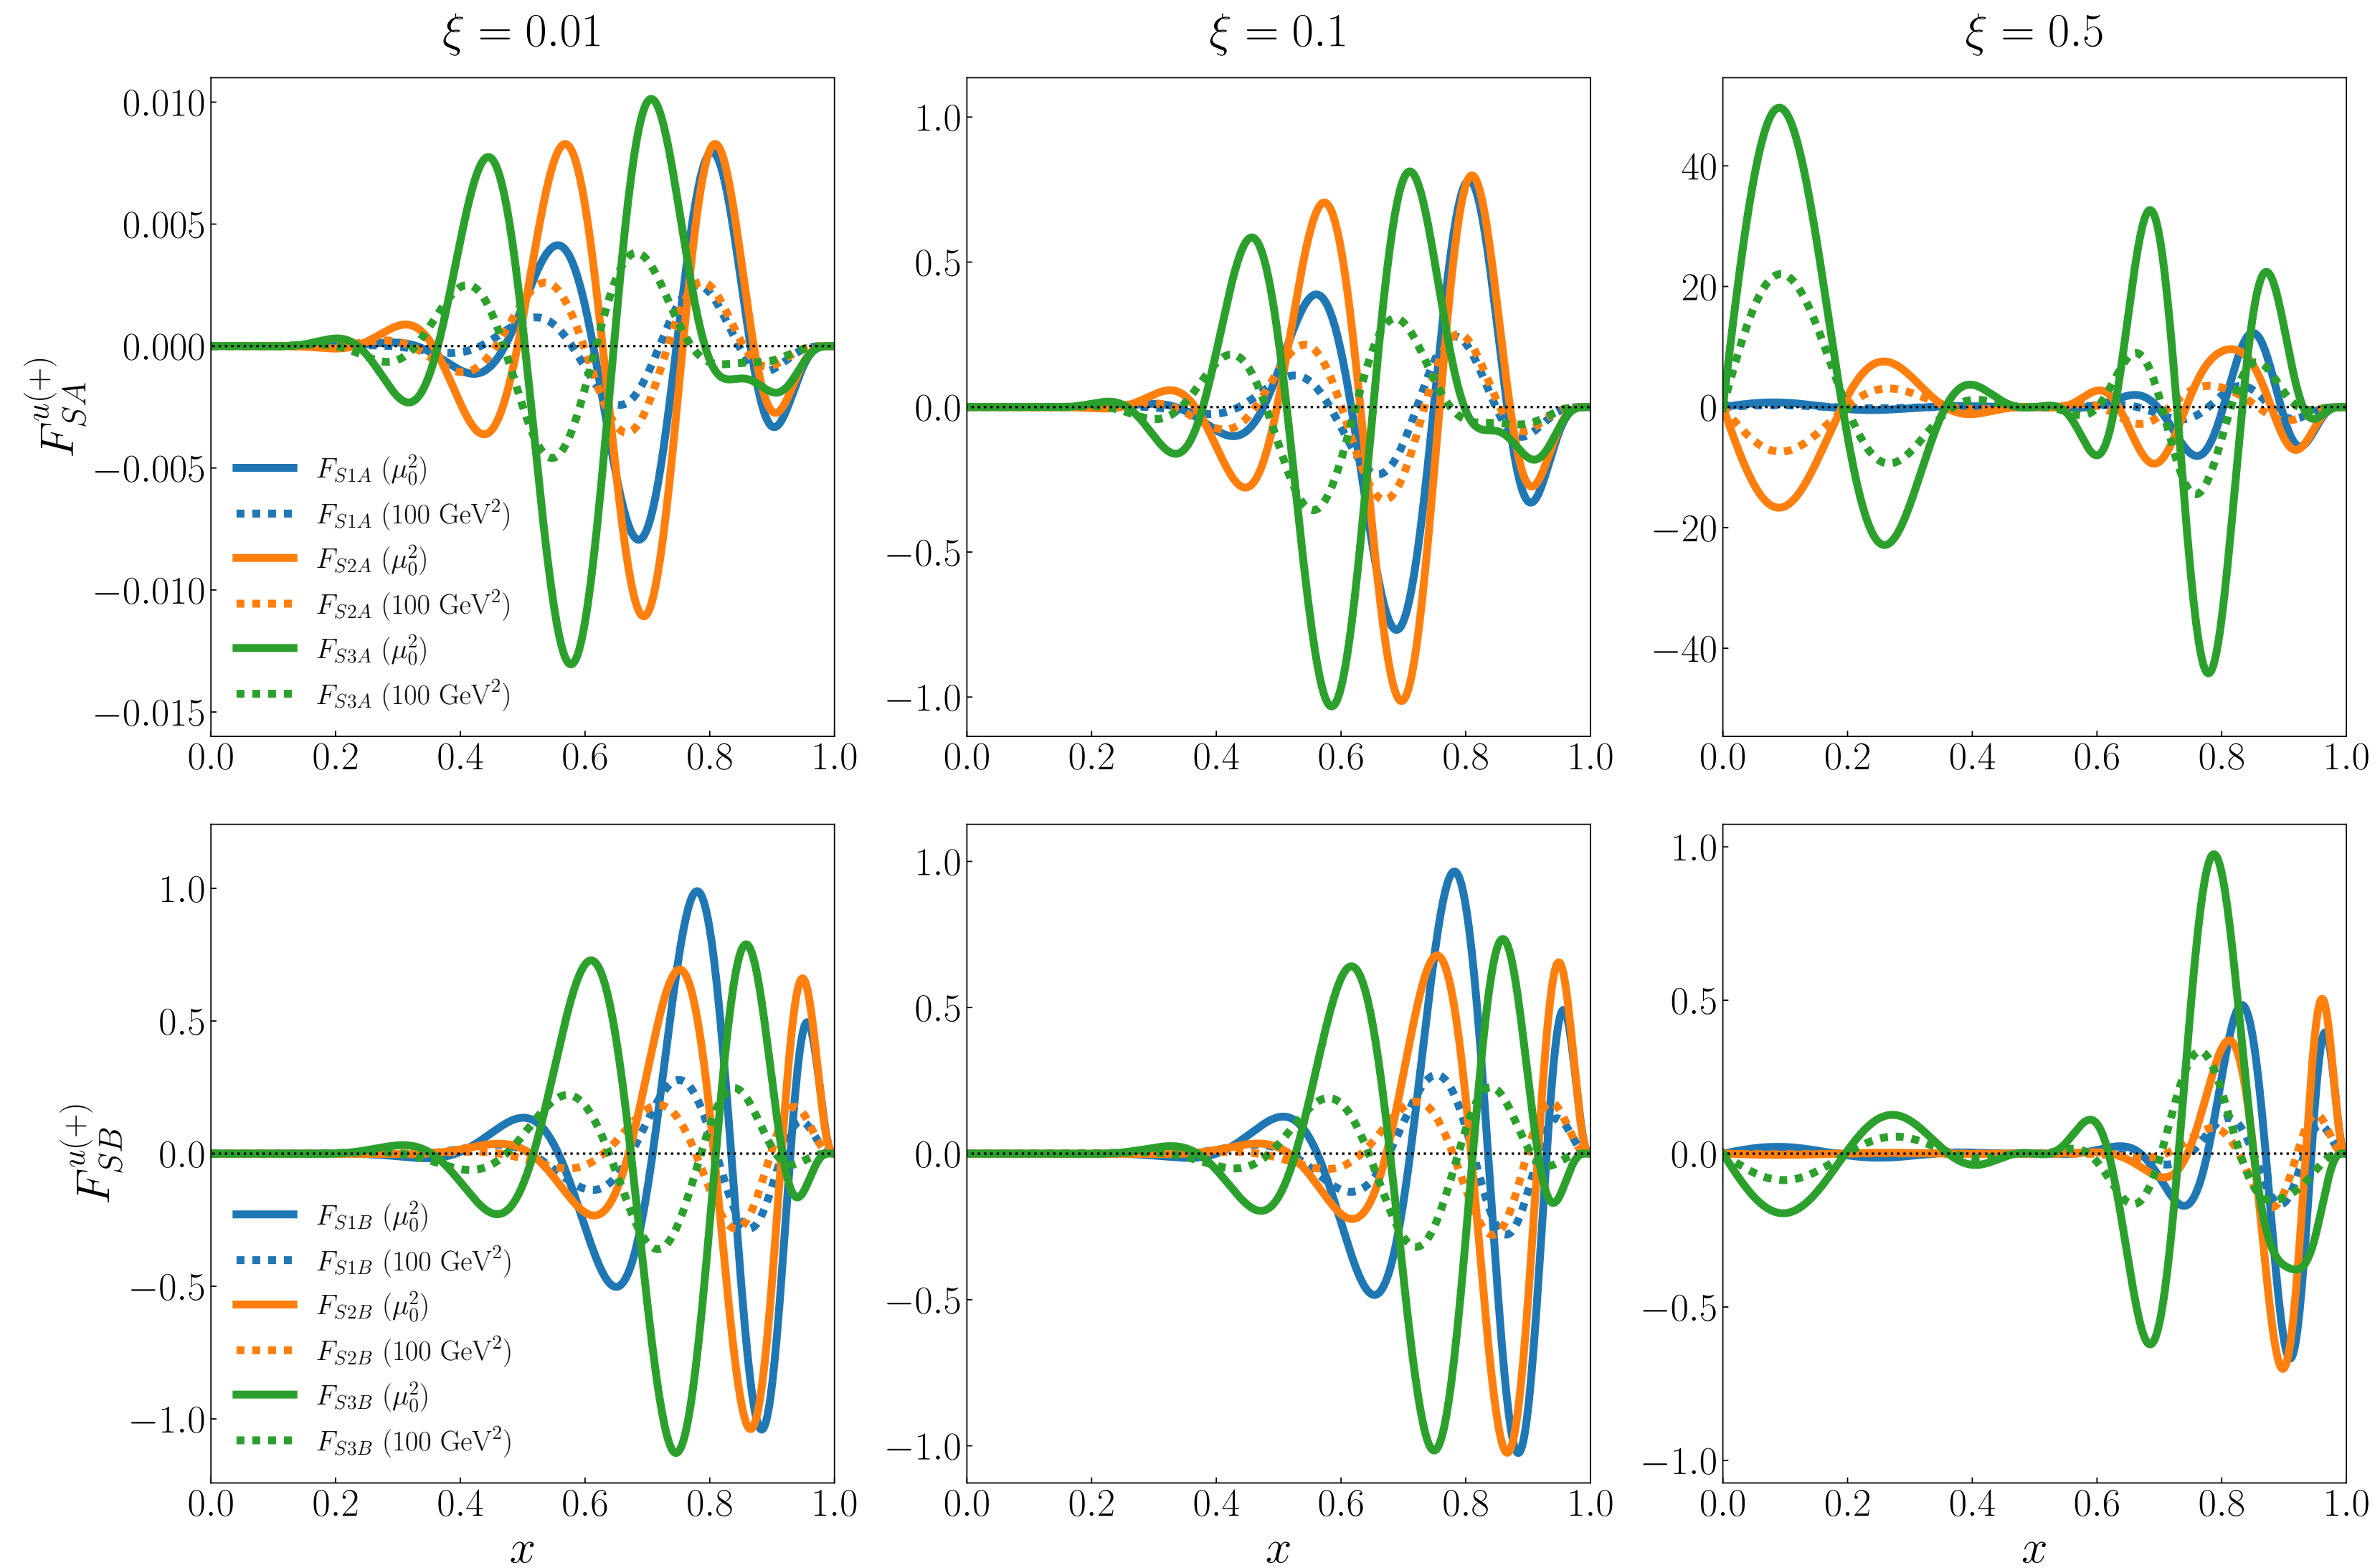 ξ = 0.01
ξ = 0.1
ξ = 0.5
F_{SA}^{u(+)}
0.010
0.005
0.000
−0.005
−0.010
−0.015
F_{S1A} (μ_0^2)
F_{S1A} (100 GeV^2)
F_{S2A} (μ_0^2)
F_{S2A} (100 GeV^2)
F_{S3A} (μ_0^2)
F_{S3A} (100 GeV^2)
0.0 0.2 0.4 0.6 0.8 1.0
1.0
0.5
0.0
−0.5
−1.0
0.0 0.2 0.4 0.6 0.8 1.0
40
20
0
−20
−40
0.0 0.2 0.4 0.6 0.8 1.0
F_{SB}^{u(+)}
1.0
0.5
0.0
−0.5
−1.0
F_{S1B} (μ_0^2)
F_{S1B} (100 GeV^2)
F_{S2B} (μ_0^2)
F_{S2B} (100 GeV^2)
F_{S3B} (μ_0^2)
F_{S3B} (100 GeV^2)
0.0 0.2 0.4 0.6 0.8 1.0
x
1.0
0.5
0.0
−0.5
−1.0
0.0 0.2 0.4 0.6 0.8 1.0
x
1.0
0.5
0.0
−0.5
−1.0
0.0 0.2 0.4 0.6 0.8 1.0
x